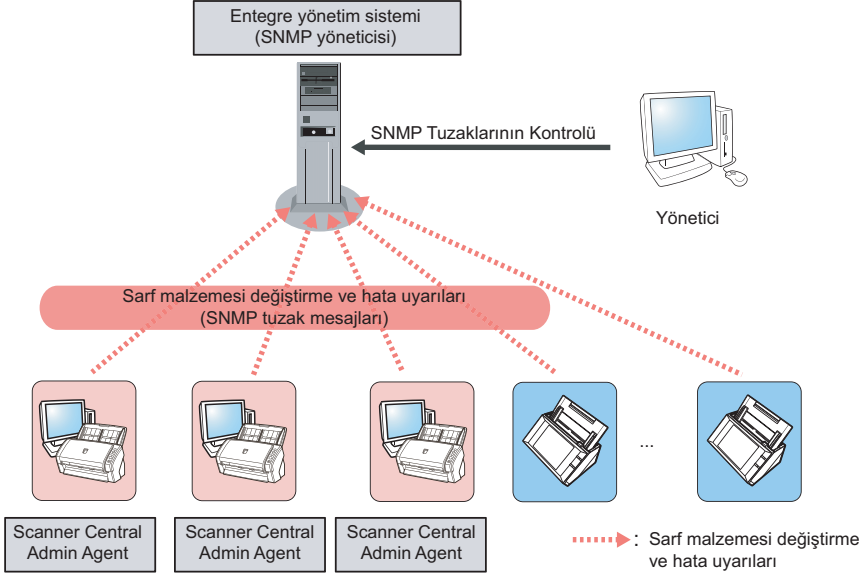 Entegre yönetim sistemi
(SNMP yöneticisi)
SNMP Tuzaklarının Kontrolü
Yönetici
Sarf malzemesi değiştirme ve hata uyarıları
(SNMP tuzak mesajları)
...
Scanner Central
Admin Agent
Scanner Central
Admin Agent
Scanner Central
Admin Agent
: Sarf malzemesi değiştirme
ve hata uyarıları